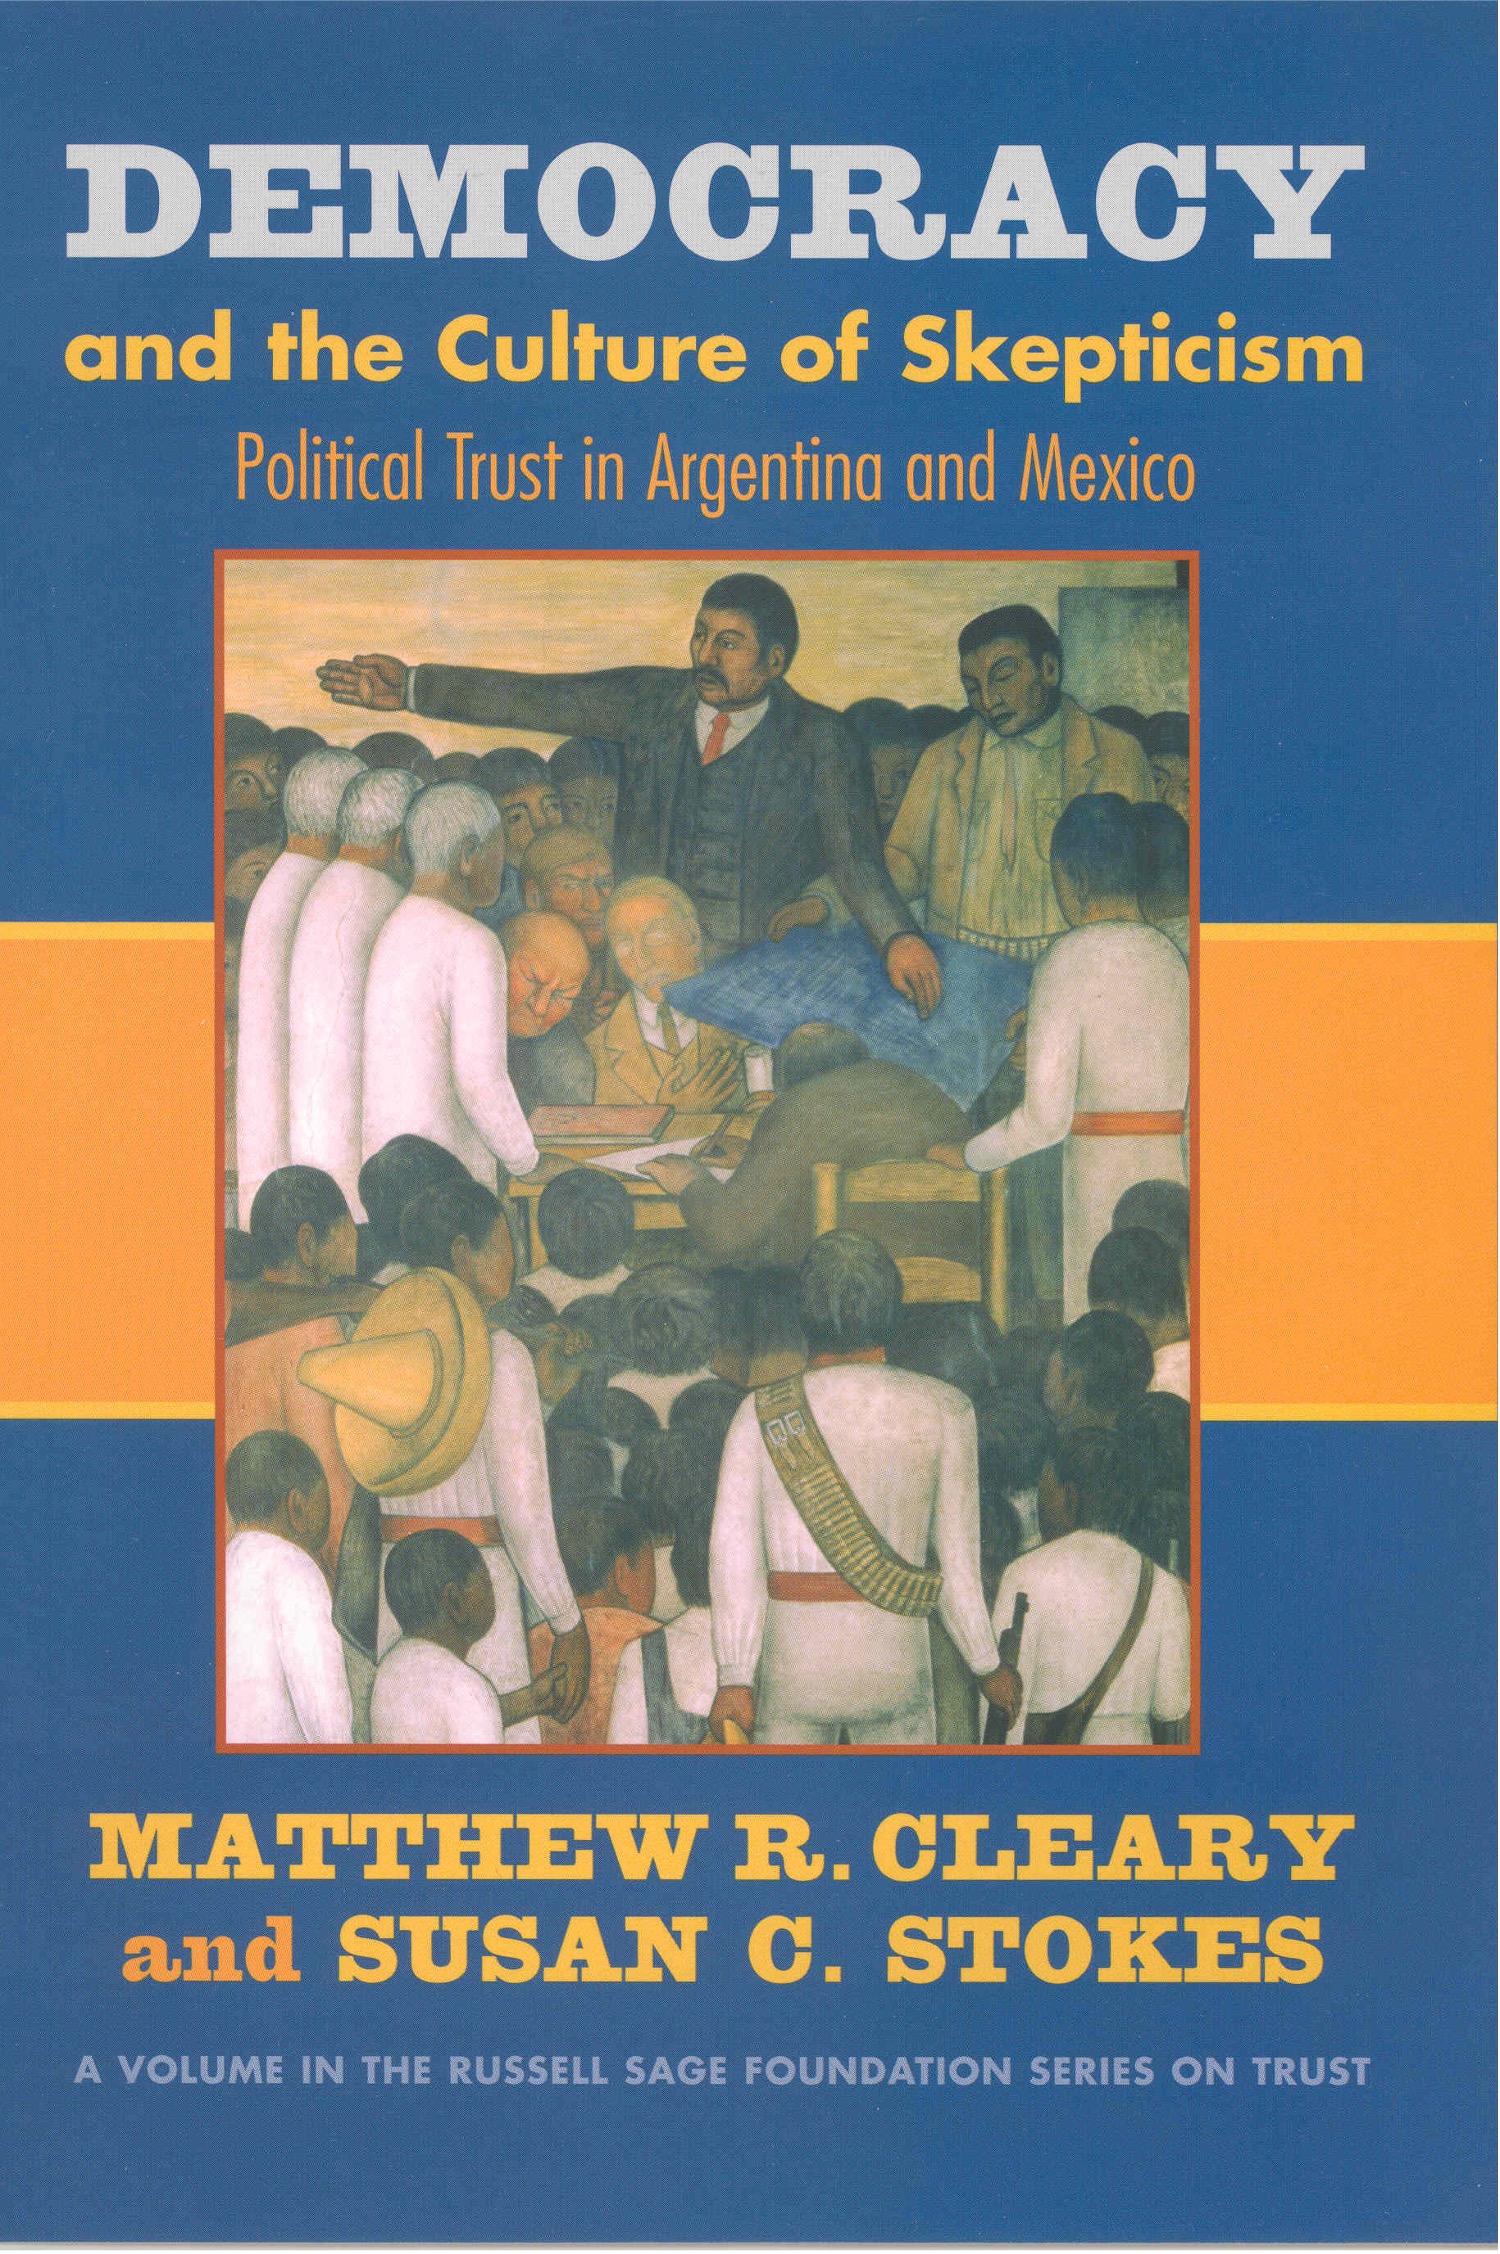 DEMOCRACY
and the Culture of Skepticism
Political Trust in Argentina and Mexico
MATTHEW R. CLEARY
and SUSAN C. STOKES
A VOLUME IN THE RUSSELL SAGE FOUNDATION SERIES ON TRUST